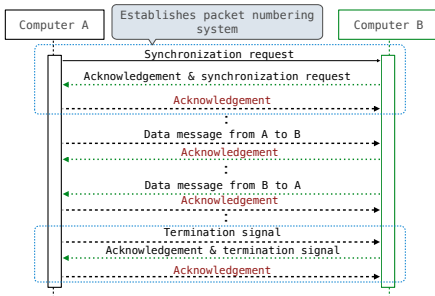 Computer A
Establishes packet numbering
system
Computer B
Synchronization request
Acknowledgement & synchronization request
Acknowledgement
Data message from A to B
Acknowledgement
Data message from B to A
Acknowledgement
Termination signal
Acknowledgement & termination signal
Acknowledgement